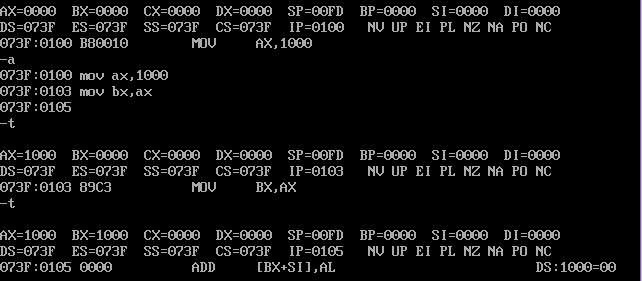 AX=0000  BX=0000  CX=0000  DX=0000  SP=00FD  BP=0000  SI=0000  DI=0000
DS=073F  ES=073F  SS=073F  CS=073F  IP=0100   NV UP EI PL NZ NA PO NC
073F:0100 B80010        MOV     AX,1000
-a
073F:0100 mov ax,1000
073F:0103 mov bx,ax
073F:0105
-t
AX=1000  BX=0000  CX=0000  DX=0000  SP=00FD  BP=0000  SI=0000  DI=0000
DS=073F  ES=073F  SS=073F  CS=073F  IP=0103   NV UP EI PL NZ NA PO NC
073F:0103 89C3          MOV     BX,AX
-t
AX=1000  BX=1000  CX=0000  DX=0000  SP=00FD  BP=0000  SI=0000  DI=0000
DS=073F  ES=073F  SS=073F  CS=073F  IP=0105   NV UP EI PL NZ NA PO NC
073F:0105 0000          ADD     [BX+SI],AL                         DS:1000=00